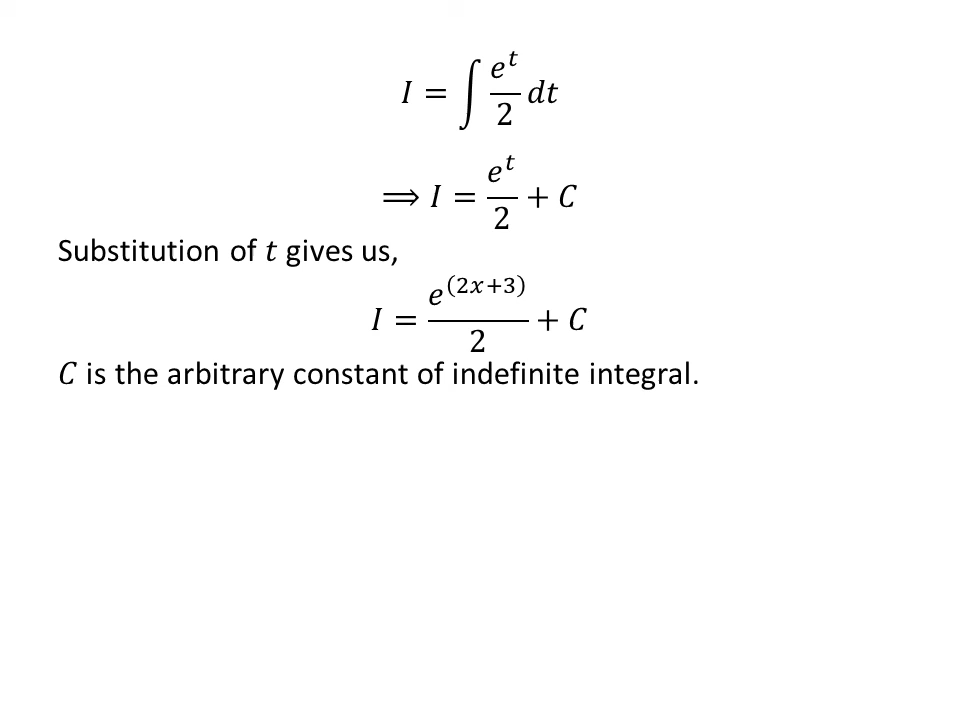 I = ∫ e^t/2 dt
⟹ I = e^t/2 + C
Substitution of t gives us,
I = e^(2x+3)/2 + C
C is the arbitrary constant of indefinite integral.